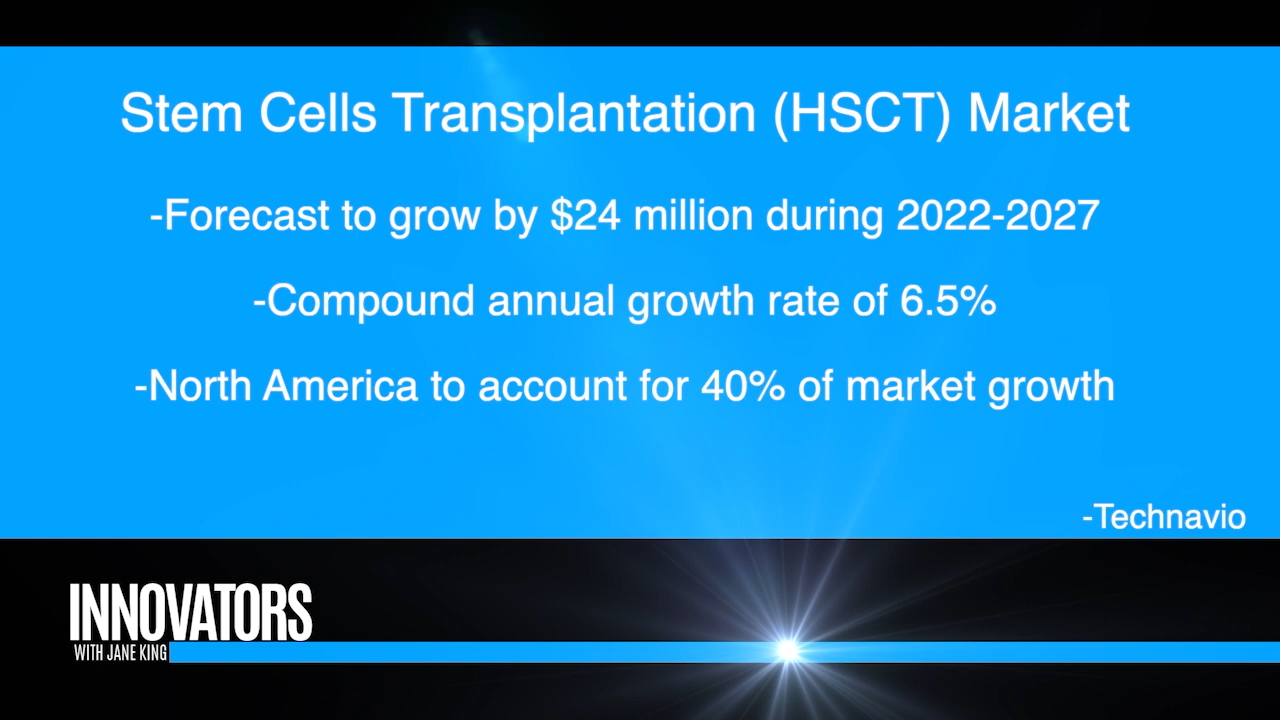 Stem Cells Transplantation (HSCT) Market
-Forecast to grow by $24 million during 2022-2027
-Compound annual growth rate of 6.5%
-North America to account for 40% of market growth
-Technavio
INNOVATORS
WITH JANE KING